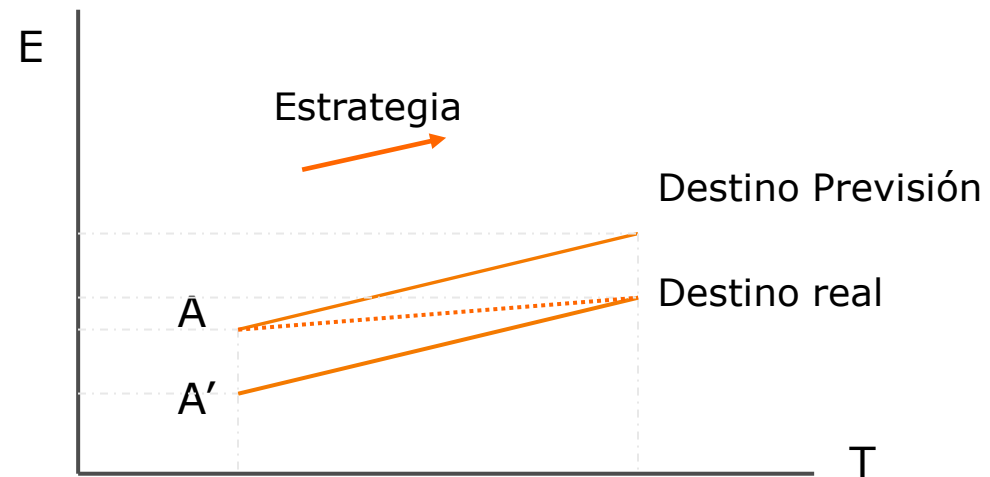 E
Estrategia
Destino Previsión
Destino real
A
A’
T